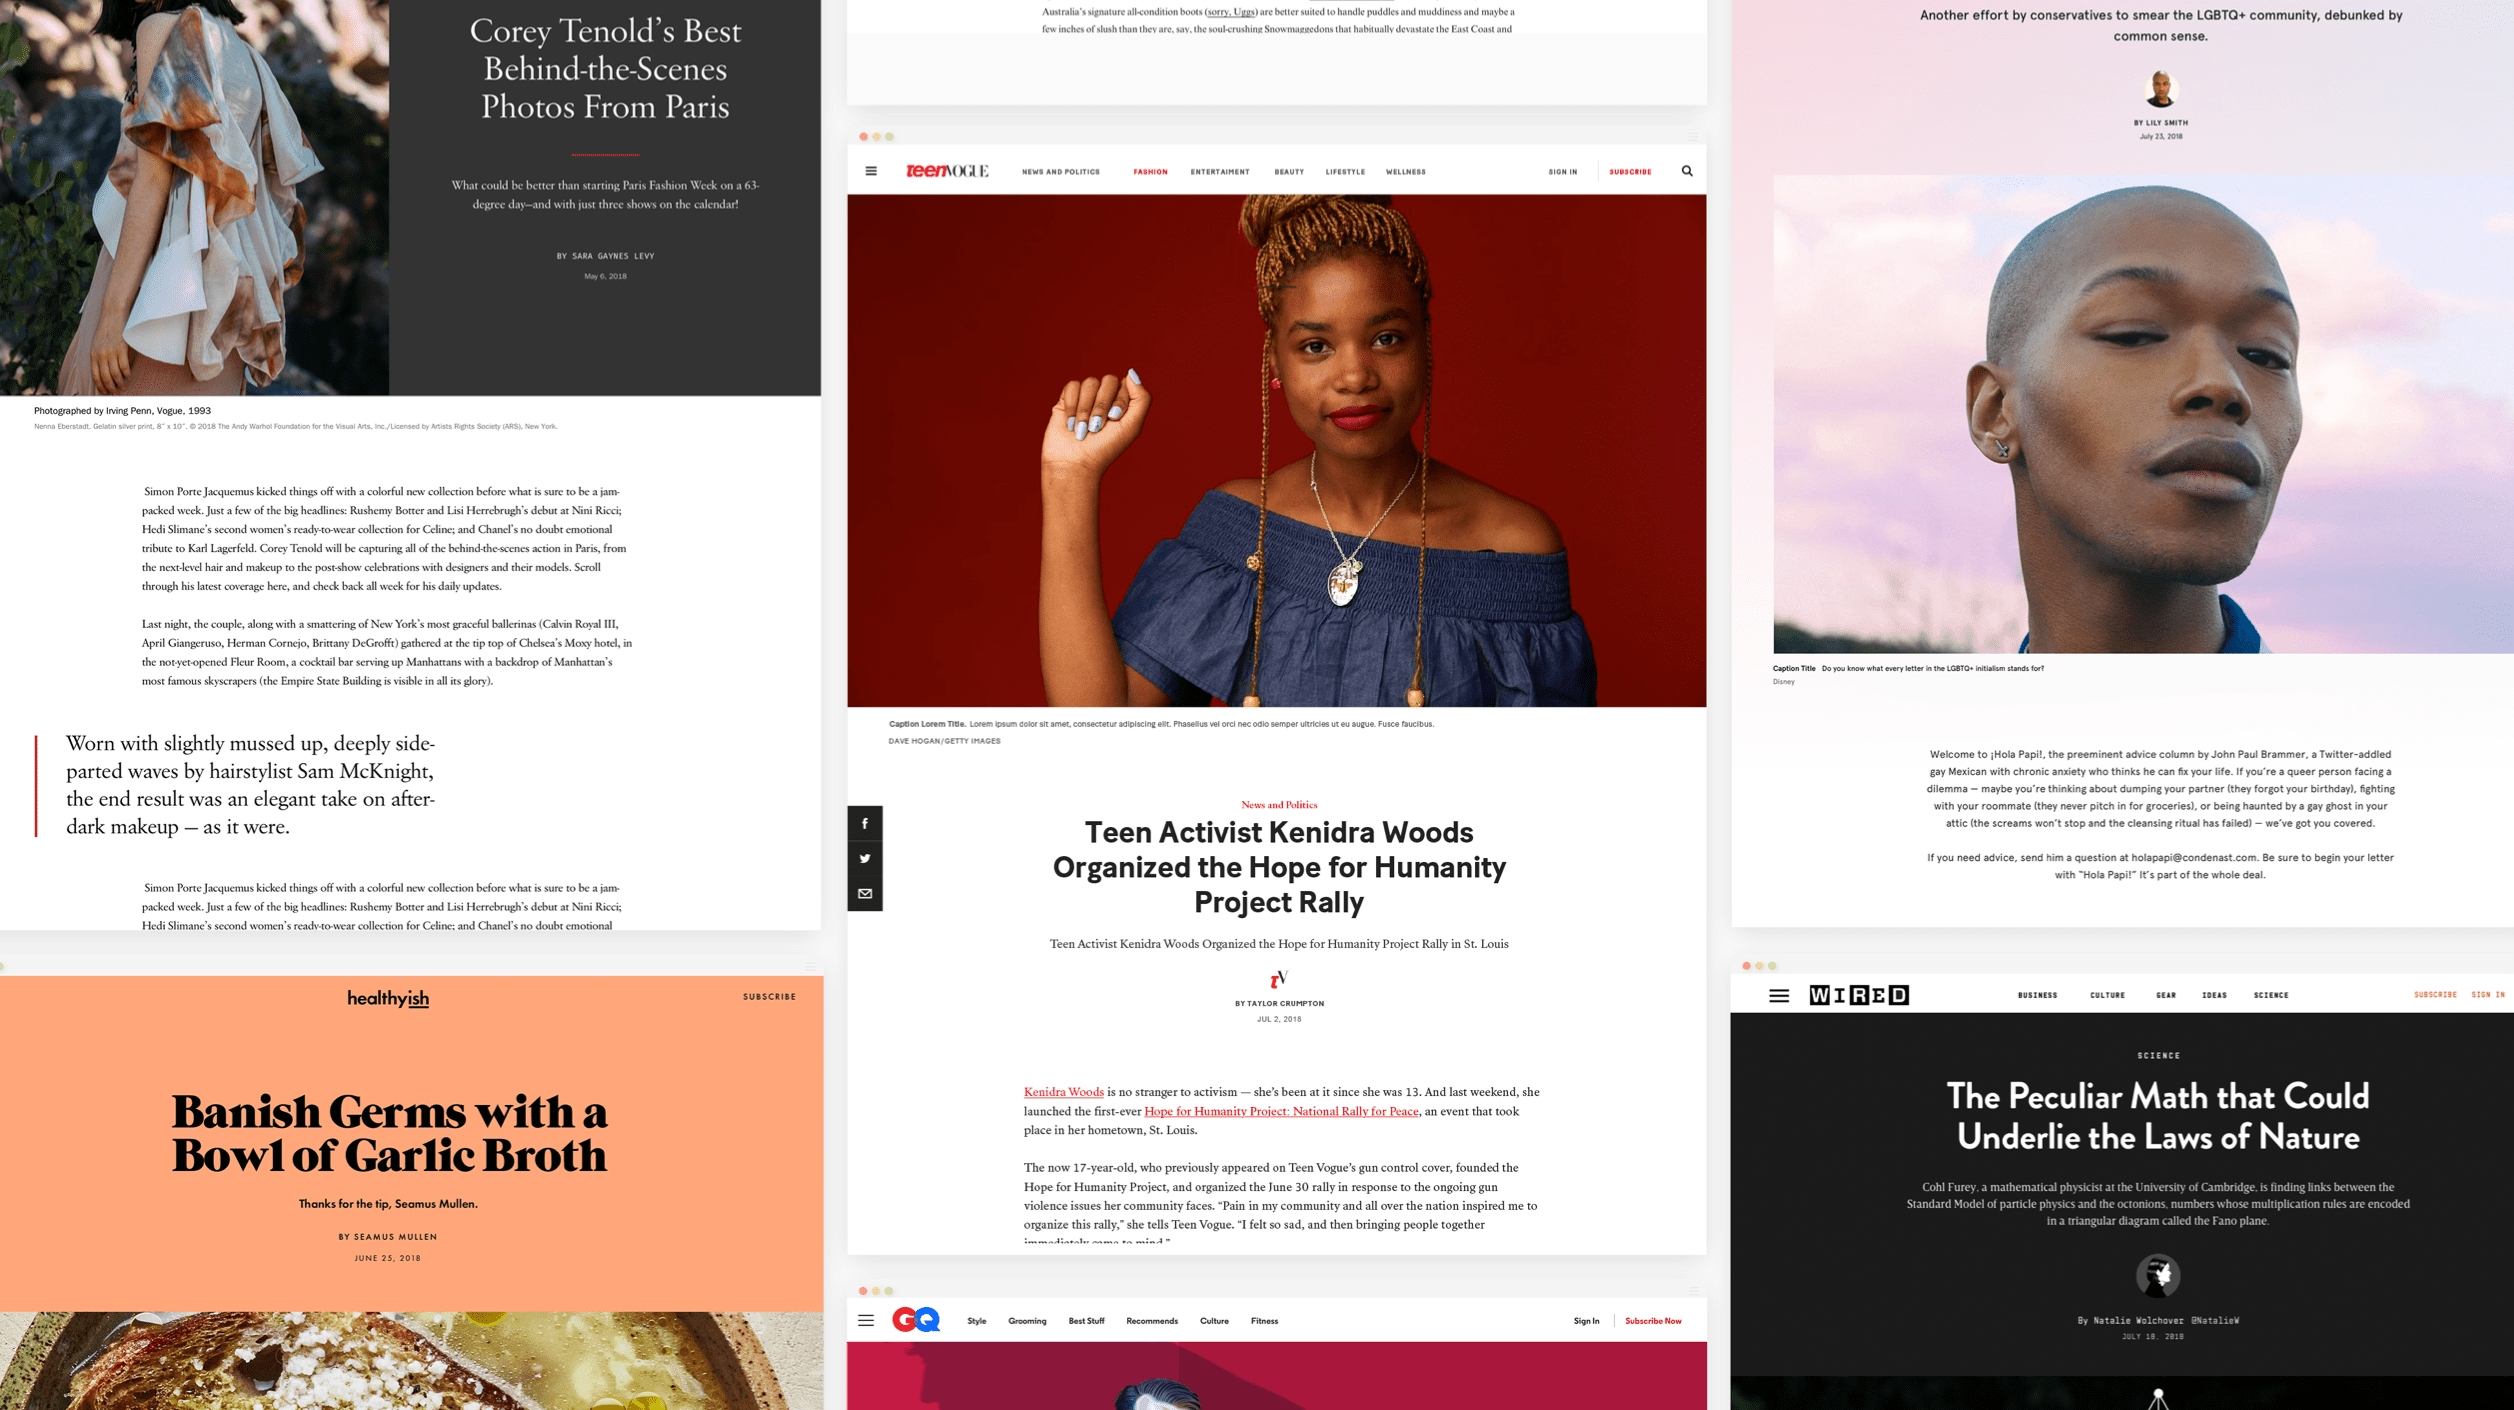 Corey Tenold's Best
Behind-the-Scenes
Photos From Paris
What could be better than starting Paris Fashion Week on a 63-
degree day—and with just three shows on the calendar!
BY SARA GAYNES LEVY
May 6, 2018
Photographed by Irving Penn, Vogue, 1993
Nenna Eberstadt. Gelatin silver print, 8" x 10". © 2018 The Andy Warhol Foundation for the Visual Arts, Inc./Licensed by Artists Rights Society (ARS), New York.
Simon Porte Jacquemus kicked things off with a colorful new collection before what is sure to be a jam-
packed week. Just a few of the big headlines: Rushemy Botter and Lisi Herrebrugh's debut at Nini Ricci;
Hedi Slimane's second women's ready-to-wear collection for Celine; and Chanel's no doubt emotional
tribute to Karl Lagerfeld. Corey Tenold will be capturing all of the behind-the-scenes action in Paris, from
the next-level hair and makeup to the post-show celebrations with designers and their models. Scroll
through his latest coverage here, and check back all week for his daily updates.
Last night, the couple, along with a smattering of New York's most graceful ballerinas (Calvin Royal III,
April Giangeruso, Herman Cornejo, Brittany DeGrofft) gathered at the tip top of Chelsea's Moxy hotel, in
the not-yet-opened Fleur Room, a cocktail bar serving up Manhattans with a backdrop of Manhattan's
most famous skyscrapers (the Empire State Building is visible in all its glory).
Worn with slightly mussed up, deeply side-
parted waves by hairstylist Sam McKnight,
the end result was an elegant take on after-
dark makeup — as it were.
Simon Porte Jacquemus kicked things off with a colorful new collection before what is sure to be a jam-
packed week. Just a few of the big headlines: Rushemy Botter and Lisi Herrebrugh's debut at Nini Ricci;
Hedi Slimane's second women's ready-to-wear collection for Celine; and Chanel's no doubt emotional
healthyish
SUBSCRIBE
Banish Germs with a
Bowl of Garlic Broth
Thanks for the tip, Seamus Mullen.
BY SEAMUS MULLEN
JUNE 25, 2018
Australia's signature all-condition boots (sorry, Uggs) are better suited to handle puddles and muddiness and maybe a
few inches of slush than they are, say, the soul-crushing Snowmaggedons that habitually devastate the East Coast and
teenVOGUE
NEWS AND POLITICS FASHION ENTERTAIMENT BEAUTY LIFESTYLE WELLNESS
SIGN IN SUBSCRIBE
Caption Lorem Title. Lorem ipsum dolor sit amet, consectetur adipiscing elit. Phasellus vel orci nec odio semper ultricies ut eu augue. Fusce faucibus.
DAVE HOGAN/GETTY IMAGES
News and Politics
Teen Activist Kenidra Woods
Organized the Hope for Humanity
Project Rally
Teen Activist Kenidra Woods Organized the Hope for Humanity Project Rally in St. Louis
tV
BY TAYLOR CRUMPTON
JUL 2, 2018
Kenidra Woods is no stranger to activism — she's been at it since she was 13. And last weekend, she
launched the first-ever Hope for Humanity Project: National Rally for Peace, an event that took
place in her hometown, St. Louis.
The now 17-year-old, who previously appeared on Teen Vogue's gun control cover, founded the
Hope for Humanity Project, and organized the June 30 rally in response to the ongoing gun
violence issues her community faces. "Pain in my community and all over the nation inspired me to
organize this rally," she tells Teen Vogue. "I felt so sad, and then bringing people together
immediately came to mind."
GQ
Style Grooming Best Stuff Recommends Culture Fitness
Sign In Subscribe Now
Another effort by conservatives to smear the LGBTQ+ community, debunked by
common sense.
BY LILY SMITH
July 23, 2018
Caption Title Do you know what every letter in the LGBTQ+ initialism stands for?
Disney
Welcome to ¡Hola Papi!, the preeminent advice column by John Paul Brammer, a Twitter-addled
gay Mexican with chronic anxiety who thinks he can fix your life. If you're a queer person facing a
dilemma — maybe you're thinking about dumping your partner (they forgot your birthday), fighting
with your roommate (they never pitch in for groceries), or being haunted by a gay ghost in your
attic (the screams won't stop and the cleansing ritual has failed) — we've got you covered.
If you need advice, send him a question at holapapi@condenast.com. Be sure to begin your letter
with "Hola Papi!" It's part of the whole deal.
WIRED
BUSINESS CULTURE GEAR IDEAS SCIENCE
SUBSCRIBE SIGN IN
SCIENCE
The Peculiar Math that Could
Underlie the Laws of Nature
Cohl Furey, a mathematical physicist at the University of Cambridge, is finding links between the
Standard Model of particle physics and the octonions, numbers whose multiplication rules are encoded
in a triangular diagram called the Fano plane.
By Natalie Wolchover @NatalieW
JULY 18, 2018